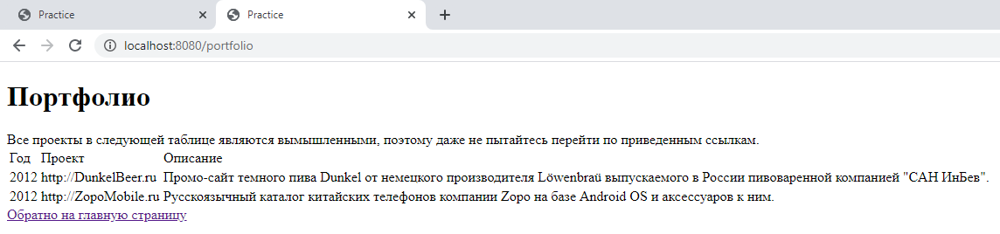 Practice Practice
localhost:8080/portfolio
Портфолио
Все проекты в следующей таблице являются вымышленными, поэтому даже не пытайтесь перейти по приведенным ссылкам.
Год Проект Описание
2012 http://DunkelBeer.ru Промо-сайт темного пива Dunkel от немецкого производителя Löwenbraü выпускаемого в России пивоваренной компанией "САН ИнБев".
2012 http://ZopoMobile.ru Русскоязычный каталог китайских телефонов компании Zopo на базе Android OS и аксессуаров к ним.
Обратно на главную страницу